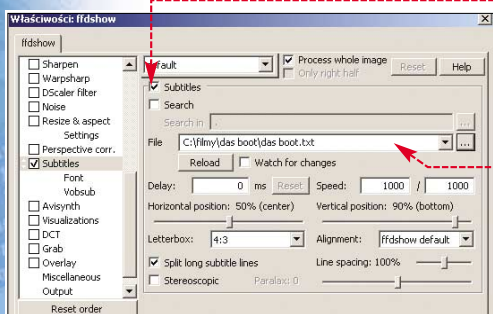 Właściwości: ffdshow
ffdshow
Sharpen
Warpsharp
DScaler filter
Noise
Resize & aspect
Settings
Perspective corr.
Subtitles
Font
Vobsub
Avisynth
Visualizations
DCT
Grab
Overlay
Miscellaneous
Output
Reset order
Process whole image
Only right half
Reset
Help
Subtitles
Search
Search in .
...
File C:\filmy\das boot\das boot.txt ...
Reload Watch for changes
Delay: 0 ms Reset Speed: 1000 / 1000
Horizontal position: 50% (center) Vertical position: 90% (bottom)
Letterbox: 4:3 Alignment: ffdshow default
Split long subtitle lines Line spacing: 100%
Stereoscopic Paralax: 0